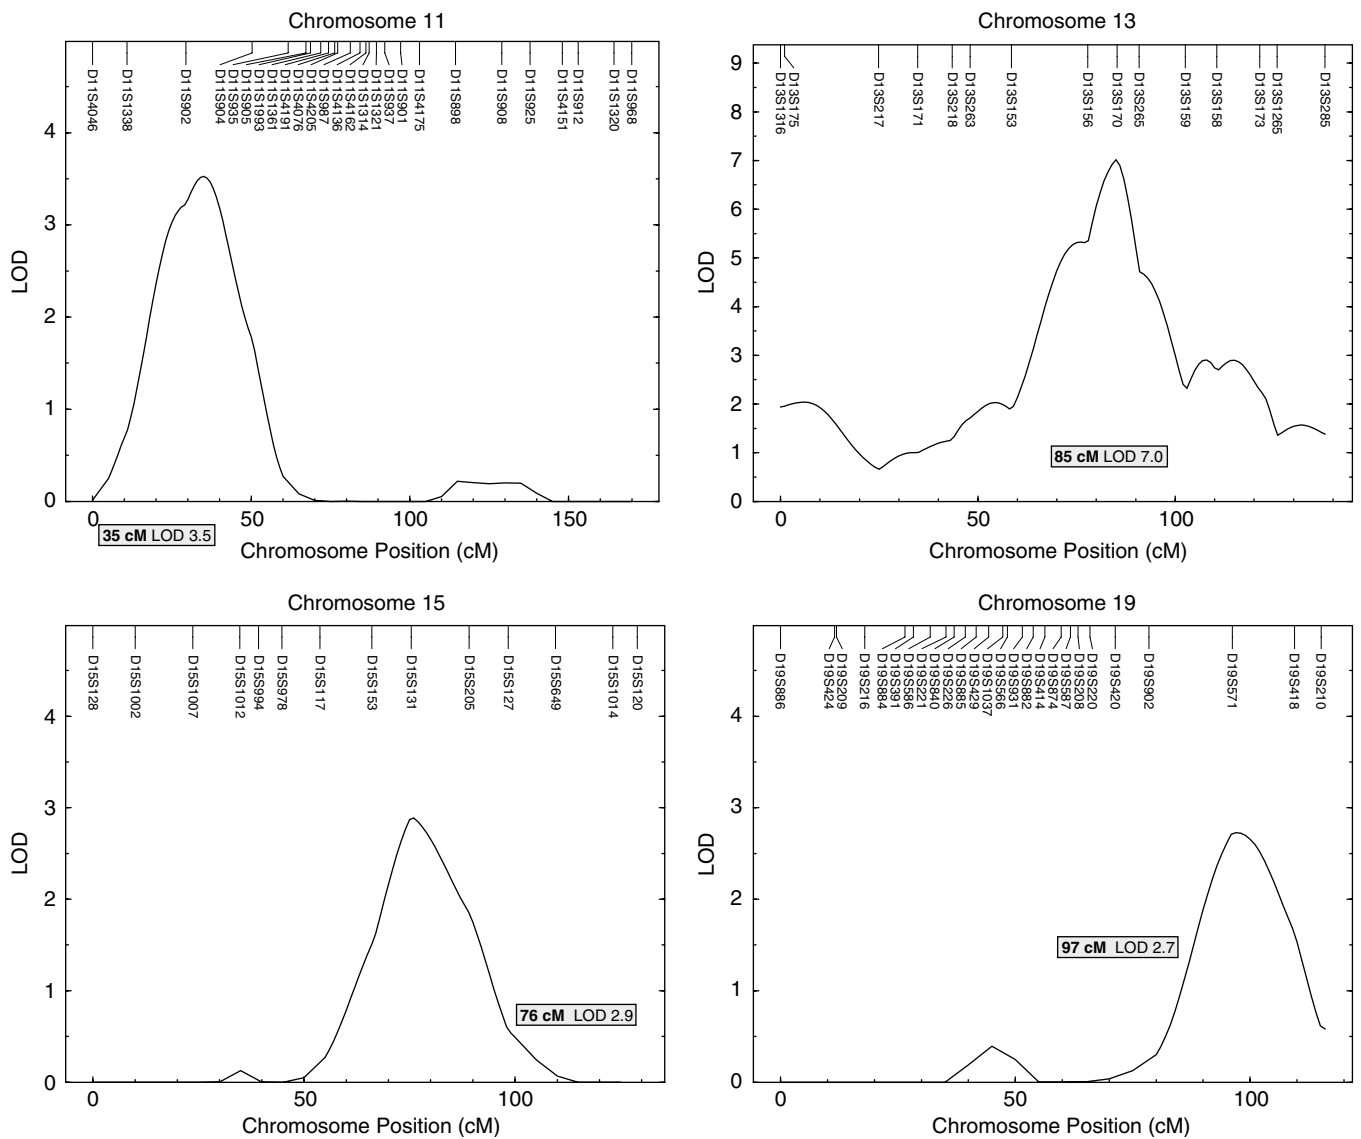 Chromosome 11
D11S4046
D11S1338
D11S902
D11S904
D11S935
D11S905
D11S1993
D11S1361
D11S4191
D11S4076
D11S4205
D11S987
D11S4136
D11S4162
D11S1314
D11S1321
D11S937
D11S901
D11S4175
D11S898
D11S908
D11S925
D11S4151
D11S912
D11S1320
D11S968
4
3
2
1
0
LOD
0
50
100
150
35 cM LOD 3.5
Chromosome Position (cM)
Chromosome 13
D13S1316
D13S175
D13S217
D13S171
D13S218
D13S263
D13S153
D13S156
D13S170
D13S265
D13S159
D13S158
D13S173
D13S1265
D13S285
9
8
7
6
5
4
3
2
1
0
LOD
85 cM LOD 7.0
0
50
100
Chromosome Position (cM)
Chromosome 15
D15S128
D15S1002
D15S1007
D15S1012
D15S994
D15S978
D15S117
D15S153
D15S131
D15S205
D15S127
D15S649
D15S1014
D15S120
4
3
2
1
0
LOD
76 cM LOD 2.9
0
50
100
Chromosome Position (cM)
Chromosome 19
D19S886
D19S424
D19S209
D19S216
D19S884
D19S391
D19S586
D19S221
D19S840
D19S226
D19S885
D19S429
D19S1037
D19S566
D19S931
D19S882
D19S414
D19S874
D19S587
D19S208
D19S220
D19S420
D19S902
D19S571
D19S418
D19S210
4
3
2
1
0
LOD
97 cM LOD 2.7
0
50
100
Chromosome Position (cM)